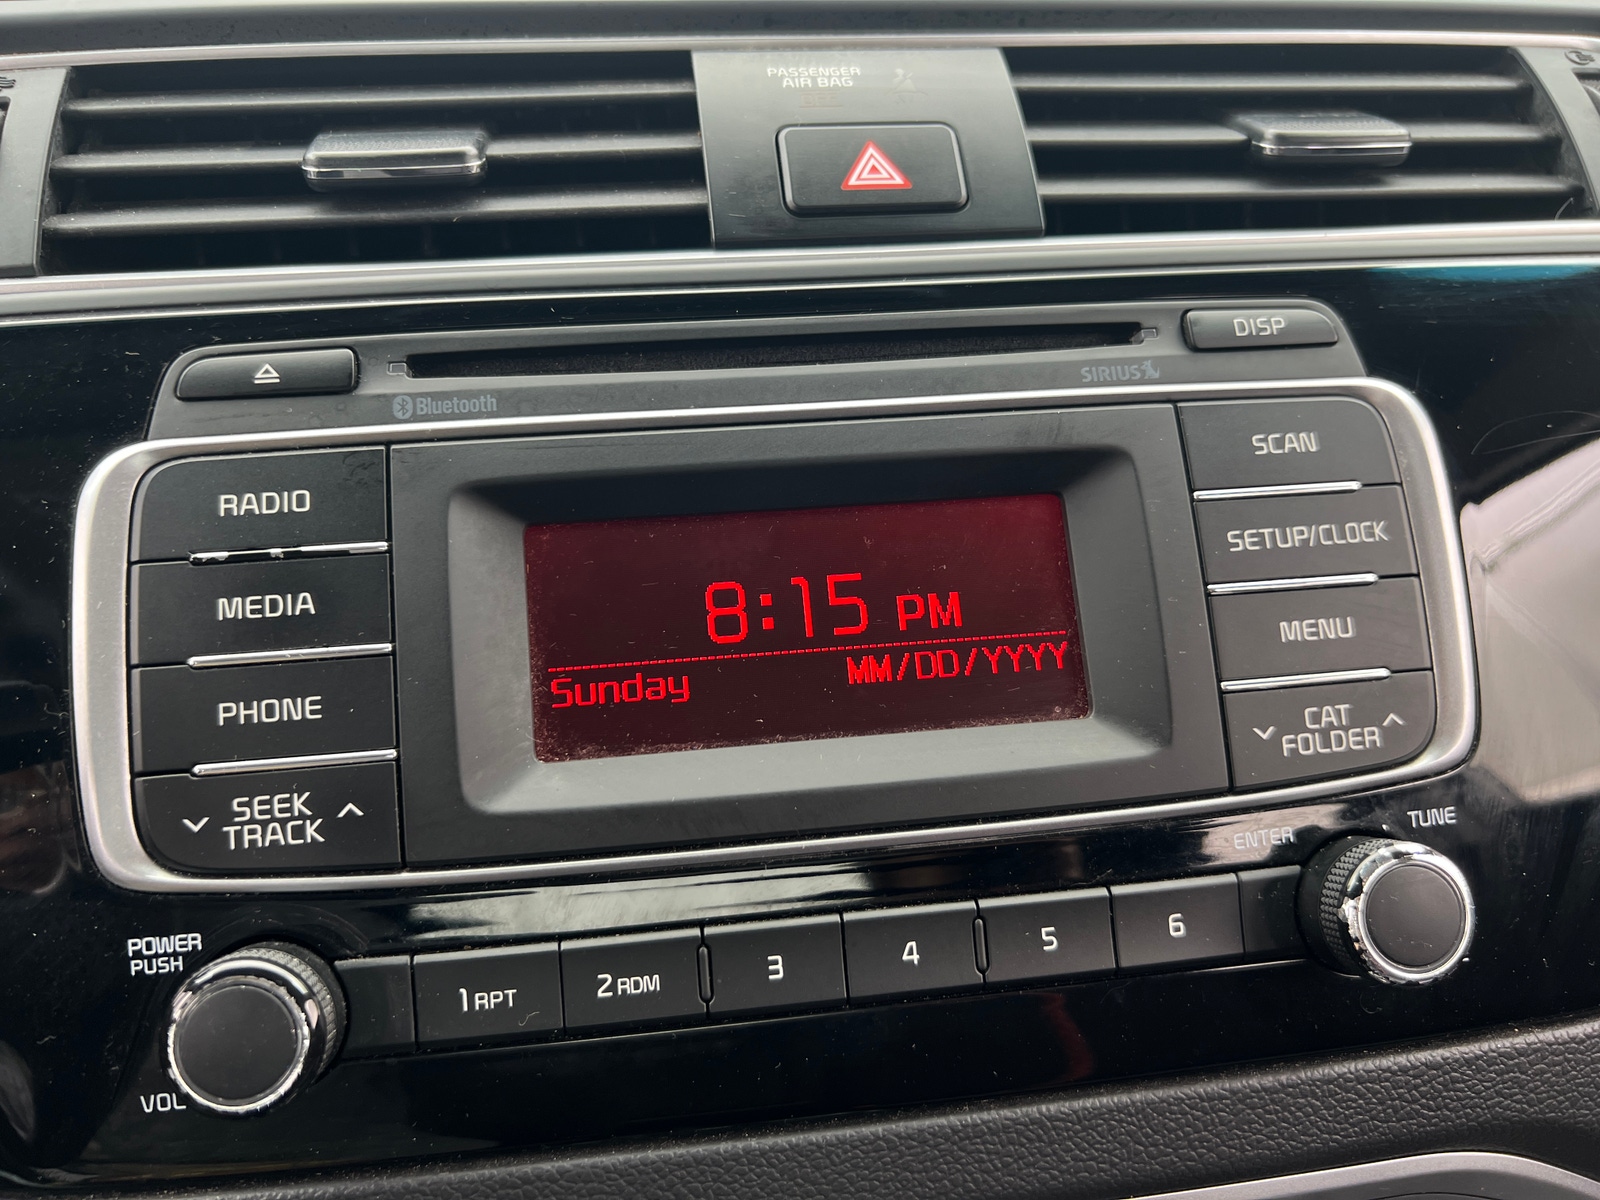 PASSENGER
AIR BAG
OFF
DISP
SIRIUS
Bluetooth
RADIO
MEDIA
PHONE
SEEK
TRACK
8:15 PM
Sunday MM/DD/YYYY
SCAN
SETUP/CLOCK
MENU
CAT
FOLDER
POWER
PUSH
VOL
1 RPT
2 RDM
3
4
5
6
ENTER
TUNE